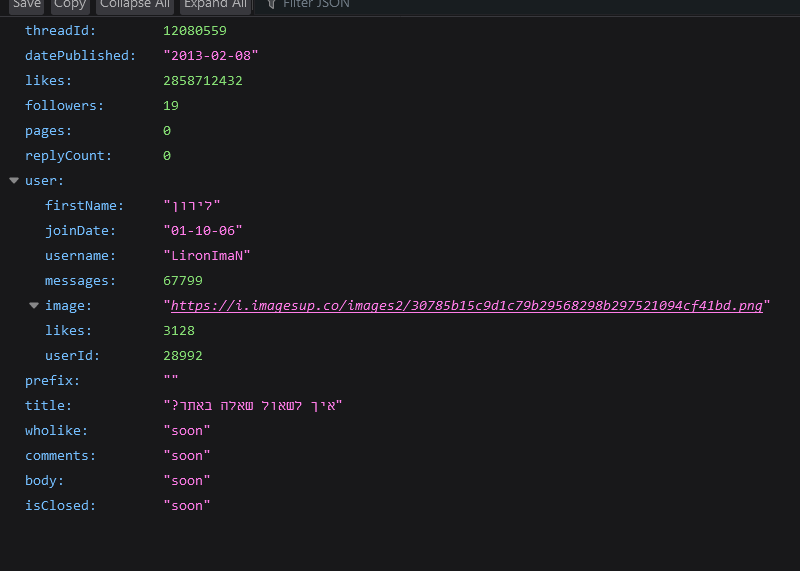 Save Copy Collapse All Expand All Filter JSON
threadId: 12080559
datePublished: "2013-02-08"
likes: 2858712432
followers: 19
pages: 0
replyCount: 0
user:
firstName: "לירון"
joinDate: "01-10-06"
username: "LironImaN"
messages: 67799
image: "https://i.imagesup.co/images2/30785b15c9d1c79b29568298b297521094cf41bd.png"
likes: 3128
userId: 28992
prefix: ""
title: "איך לשאול שאלה באתר?"
wholike: "soon"
comments: "soon"
body: "soon"
isClosed: "soon"